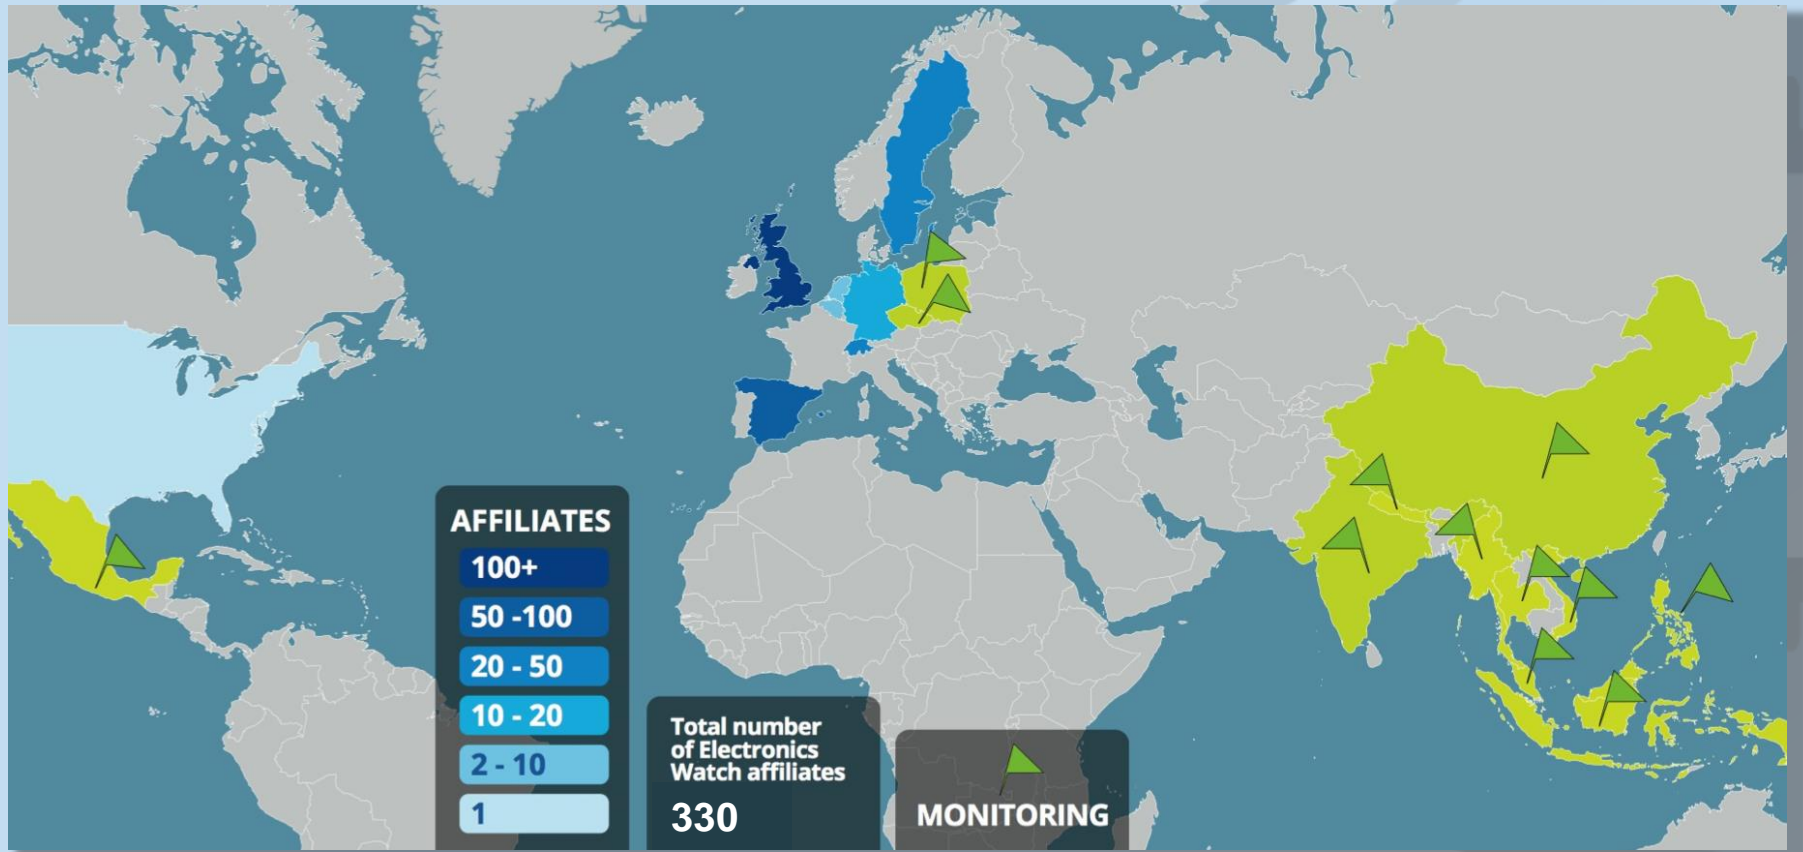 AFFILIATES
100+
50 -100
20 - 50
10 - 20
2 - 10
1
Total number
of Electronics
Watch affiliates
330
MONITORING